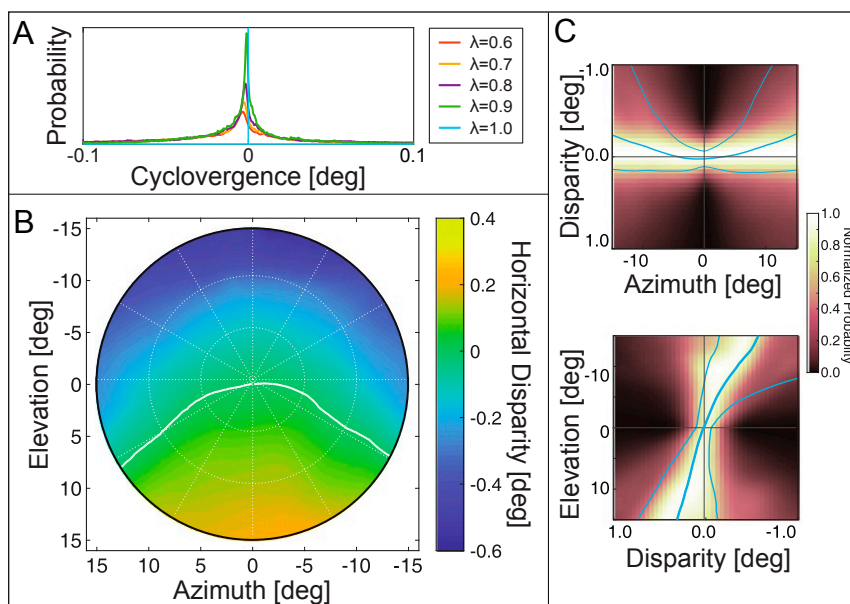 A
Probability
-0.1
0
0.1
Cyclovergence [deg]
λ=0.6
λ=0.7
λ=0.8
λ=0.9
λ=1.0
B
-15
-10
-5
0
5
10
15
Elevation [deg]
15
10
5
0
-5
-10
-15
Azimuth [deg]
0.4
0.2
0
-0.2
-0.4
-0.6
Horizontal Disparity [deg]
C
-1.0
0.0
1.0
Disparity [deg]
-10
0
10
Azimuth [deg]
1.0
0.8
0.6
0.4
0.2
0.0
Normalized Probability
-10
0
10
Elevation [deg]
1.0
0.0
-1.0
Disparity [deg]